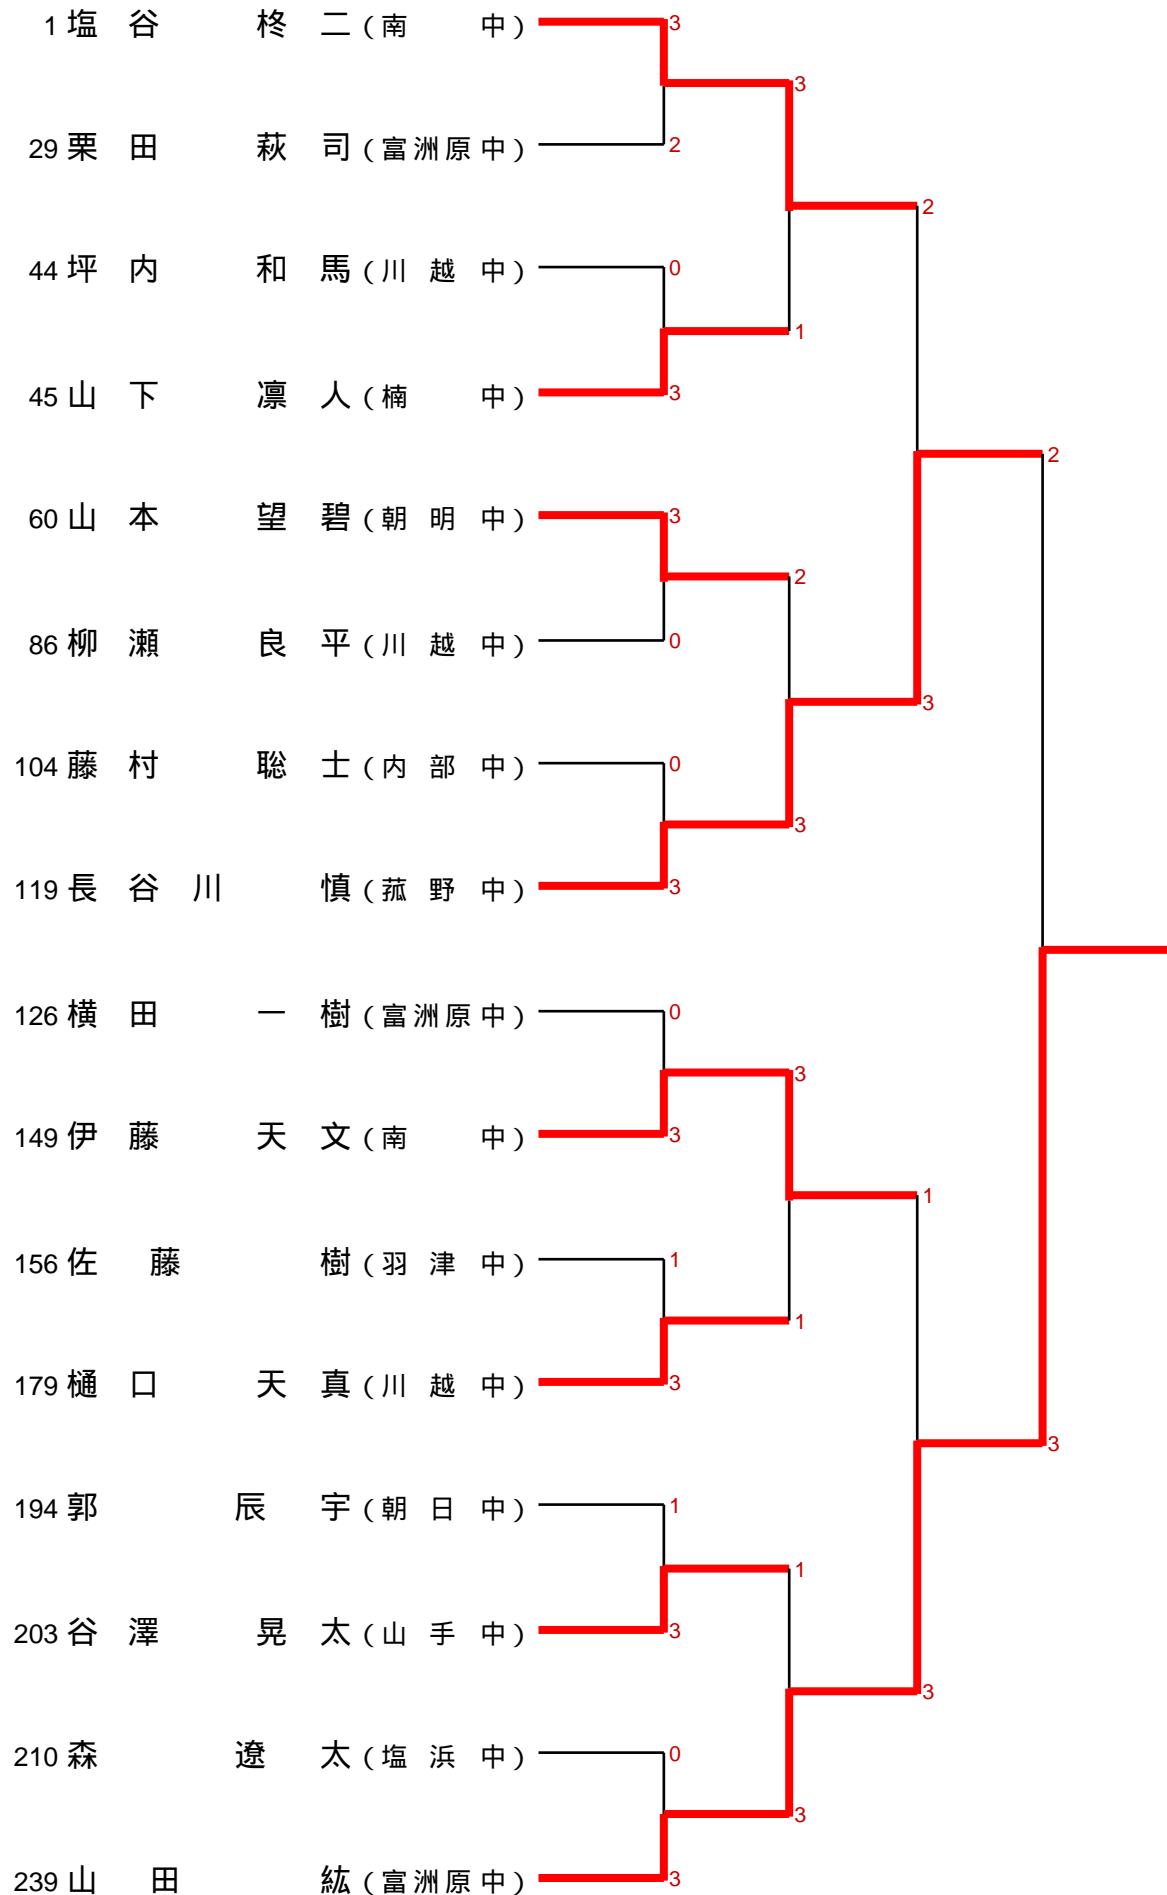 1 塩谷 柊二 (南中) 3
3
29 栗田 萩司 (富洲原中) 2
2
44 坪内 和馬 (川越中) 0
1
45 山下 凛人 (楠中) 3
2
60 山本 望碧 (朝明中) 3
2
86 柳瀬 良平 (川越中) 0
3
104 藤村 聡士 (内部中) 0
3
119 長谷川 慎 (菰野中) 3
126 横田 一樹 (富洲原中) 0
3
149 伊藤 天文 (南中) 3
1
156 佐藤 樹 (羽津中) 1
1
179 樋口 天真 (川越中) 3
3
194 郭 辰宇 (朝日中) 1
1
203 谷澤 晃太 (山手中) 3
3
210 森 遼太 (塩浜中) 0
3
239 山田 紘 (富洲原中) 3